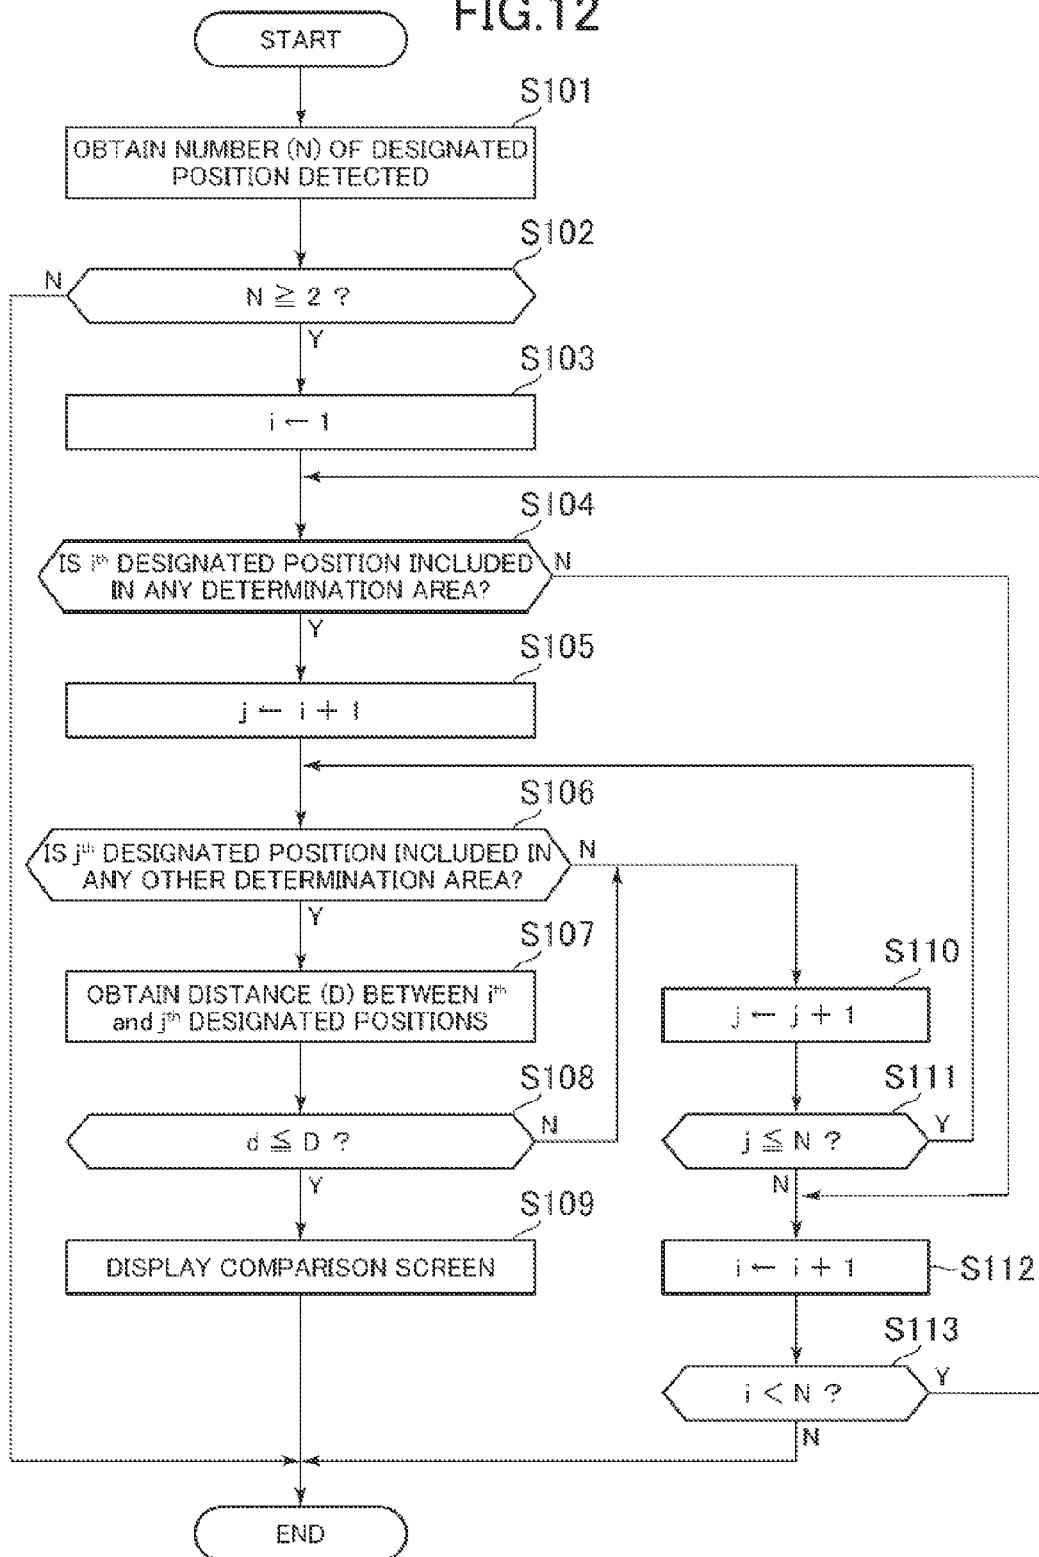 FIG.12
START
S101
OBTAIN NUMBER (N) OF DESIGNATED
POSITION DETECTED
S102
N ≧ 2 ?
N
Y
S103
i ← 1
S104
IS iᵗʰ DESIGNATED POSITION INCLUDED
IN ANY DETERMINATION AREA?
N
Y
S105
j ← i + 1
S106
IS jᵗʰ DESIGNATED POSITION INCLUDED IN
ANY OTHER DETERMINATION AREA?
N
Y
S107
OBTAIN DISTANCE (D) BETWEEN iᵗʰ
and jᵗʰ DESIGNATED POSITIONS
S108
d ≦ D ?
N
Y
S109
DISPLAY COMPARISON SCREEN
S110
j ← j + 1
S111
j ≦ N ?
Y
N
i ← i + 1
S112
S113
i < N ?
Y
N
END